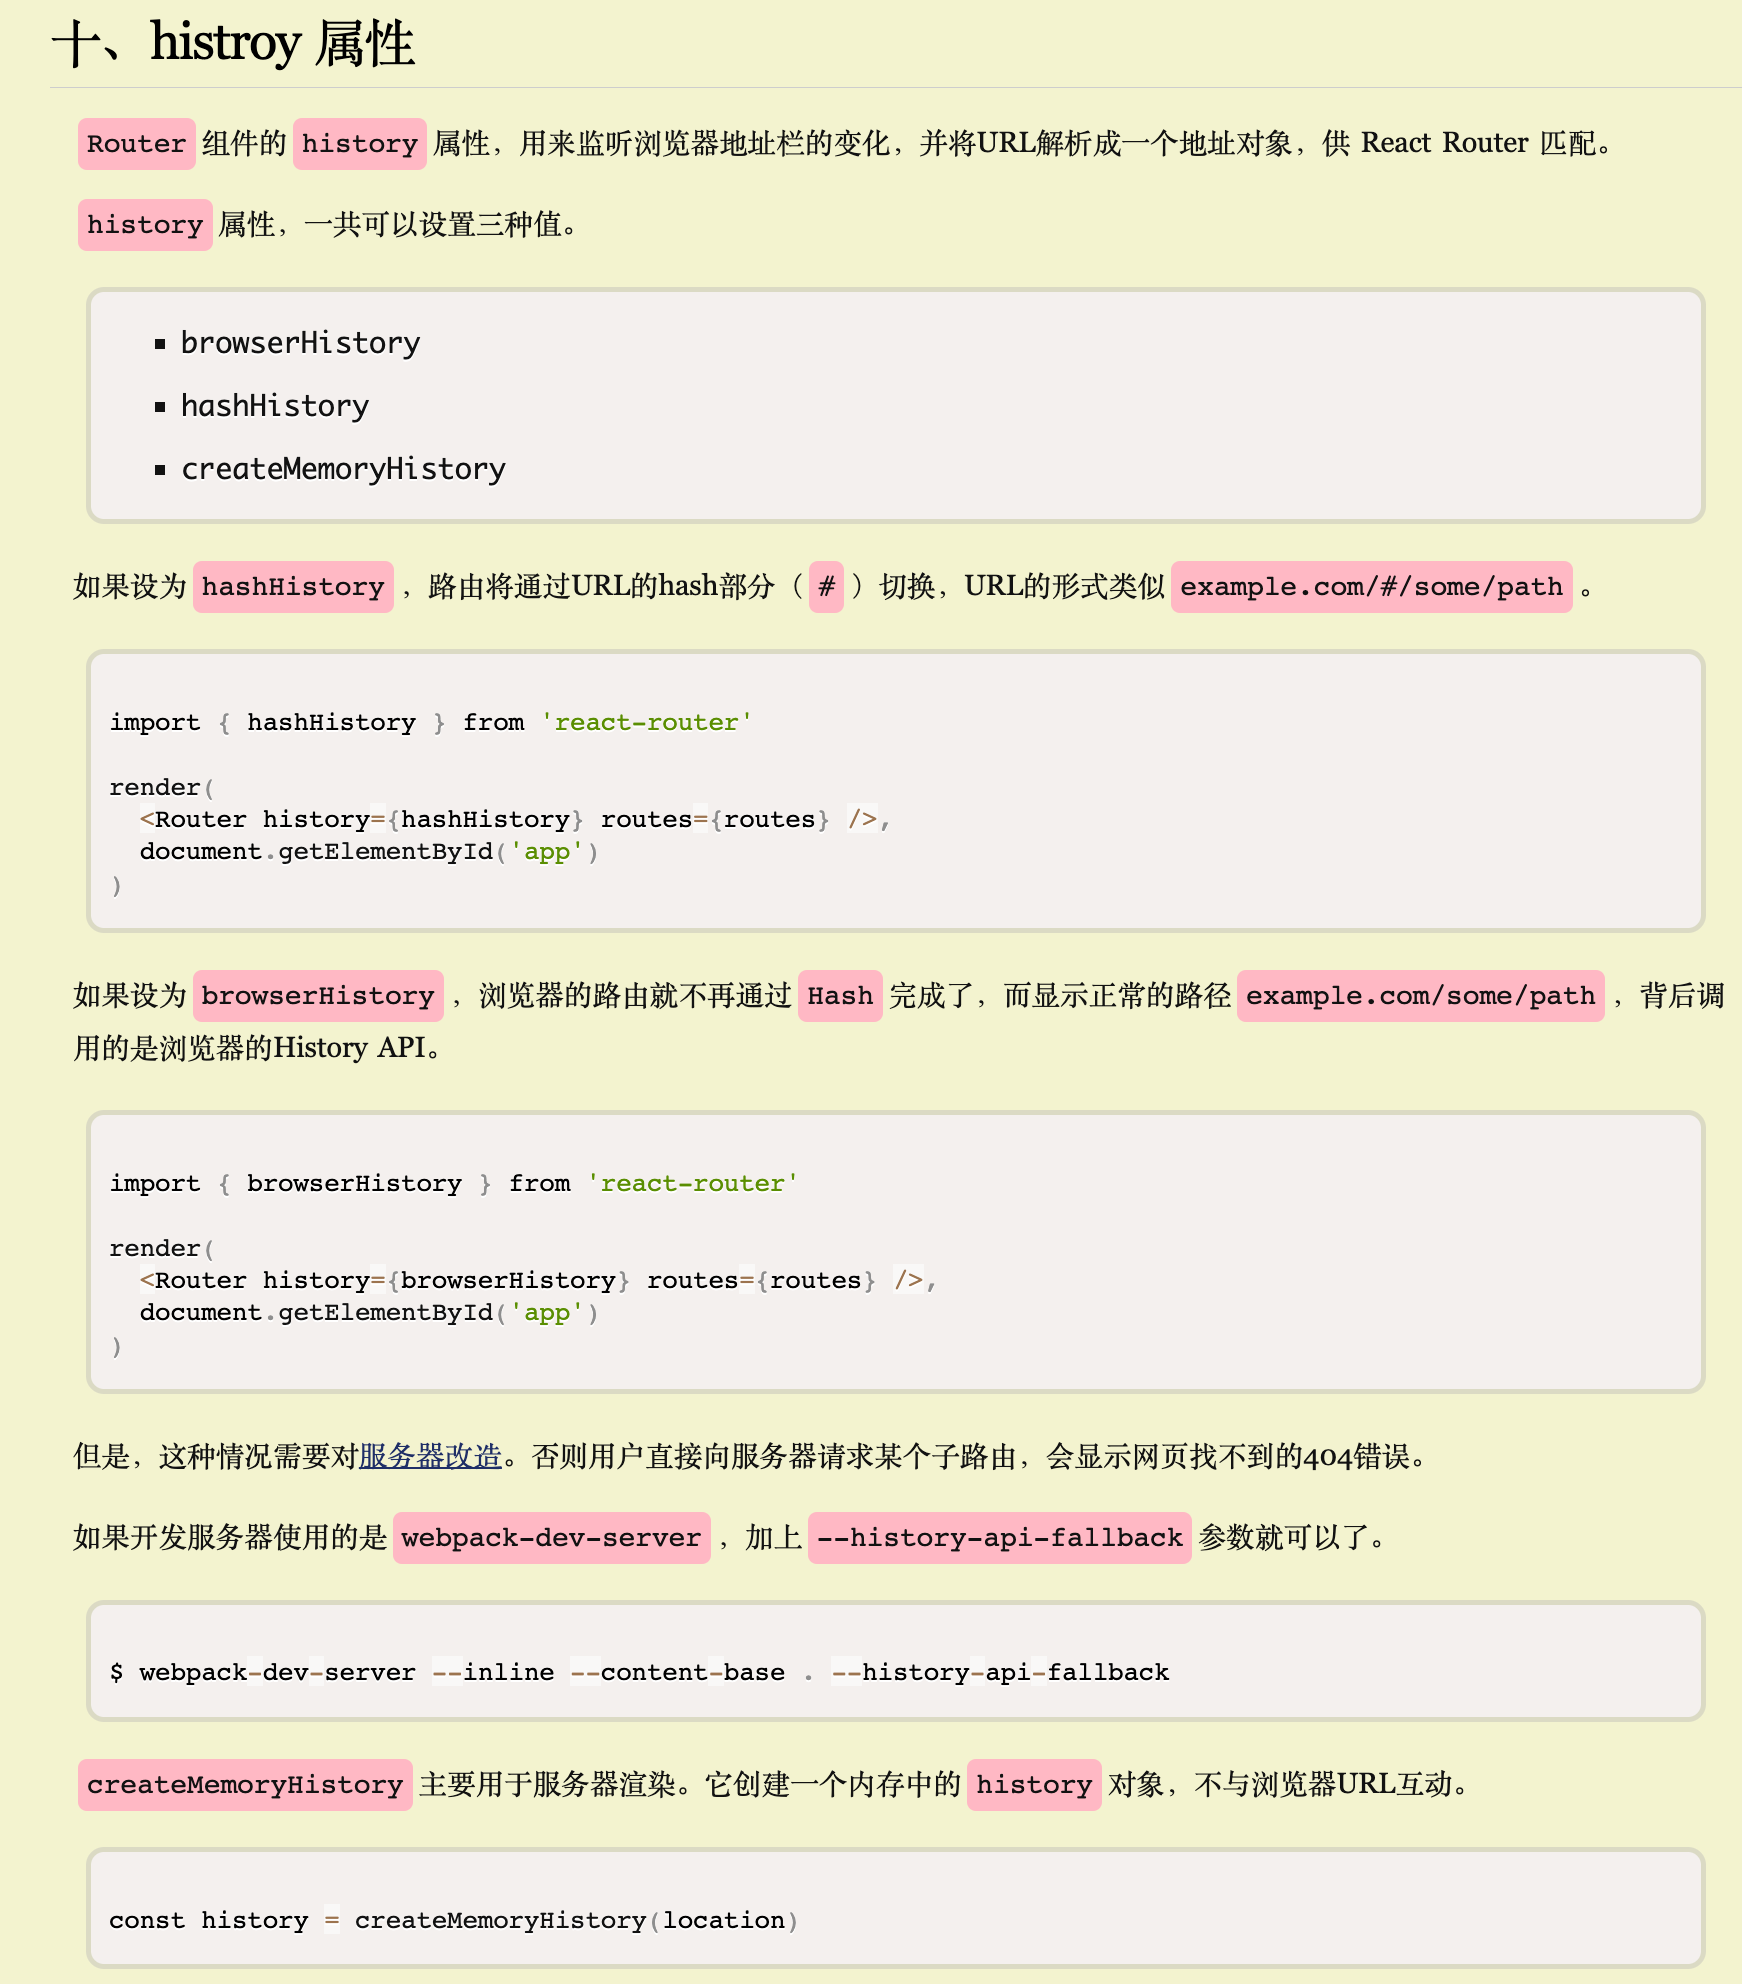 十、histroy 属性
Router 组件的 history 属性，用来监听浏览器地址栏的变化，并将URL解析成一个地址对象，供 React Router 匹配。
history 属性，一共可以设置三种值。
▪ browserHistory
▪ hashHistory
▪ createMemoryHistory
如果设为 hashHistory ，路由将通过URL的hash部分（ # ）切换，URL的形式类似 example.com/#/some/path 。
import { hashHistory } from 'react-router'
render(
  <Router history={hashHistory} routes={routes} />,
  document.getElementById('app')
)
如果设为 browserHistory ，浏览器的路由就不再通过 Hash 完成了，而显示正常的路径 example.com/some/path ，背后调
用的是浏览器的History API。
import { browserHistory } from 'react-router'
render(
  <Router history={browserHistory} routes={routes} />,
  document.getElementById('app')
)
但是，这种情况需要对服务器改造。否则用户直接向服务器请求某个子路由，会显示网页找不到的404错误。
如果开发服务器使用的是 webpack-dev-server ，加上 --history-api-fallback 参数就可以了。
$ webpack-dev-server --inline --content-base . --history-api-fallback
createMemoryHistory 主要用于服务器渲染。它创建一个内存中的 history 对象，不与浏览器URL互动。
const history = createMemoryHistory(location)